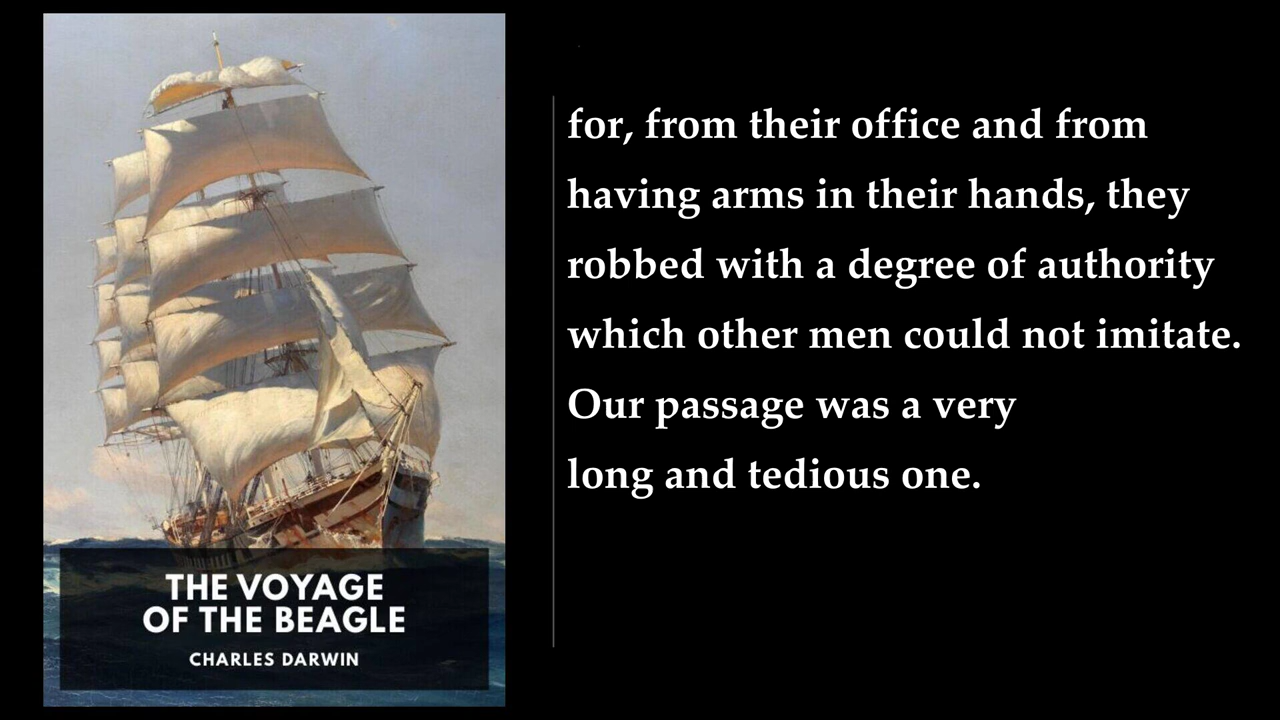 THE VOYAGE
OF THE BEAGLE
CHARLES DARWIN
for, from their office and from
having arms in their hands, they
robbed with a degree of authority
which other men could not imitate.
Our passage was a very
long and tedious one.